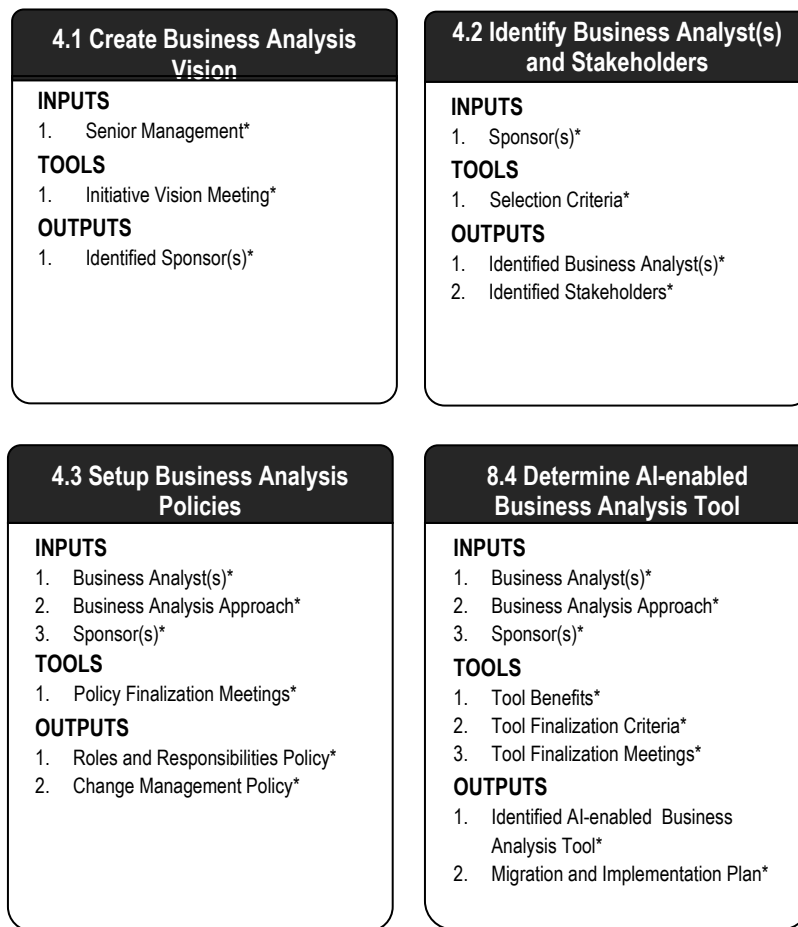 4.1 Create Business Analysis
Vision
INPUTS
1. Senior Management*
TOOLS
1. Initiative Vision Meeting*
OUTPUTS
1. Identified Sponsor(s)*
4.2 Identify Business Analyst(s)
and Stakeholders
INPUTS
1. Sponsor(s)*
TOOLS
1. Selection Criteria*
OUTPUTS
1. Identified Business Analyst(s)*
2. Identified Stakeholders*
4.3 Setup Business Analysis
Policies
INPUTS
1. Business Analyst(s)*
2. Business Analysis Approach*
3. Sponsor(s)*
TOOLS
1. Policy Finalization Meetings*
OUTPUTS
1. Roles and Responsibilities Policy*
2. Change Management Policy*
8.4 Determine AI-enabled
Business Analysis Tool
INPUTS
1. Business Analyst(s)*
2. Business Analysis Approach*
3. Sponsor(s)*
TOOLS
1. Tool Benefits*
2. Tool Finalization Criteria*
3. Tool Finalization Meetings*
OUTPUTS
1. Identified AI-enabled Business
Analysis Tool*
2. Migration and Implementation Plan*